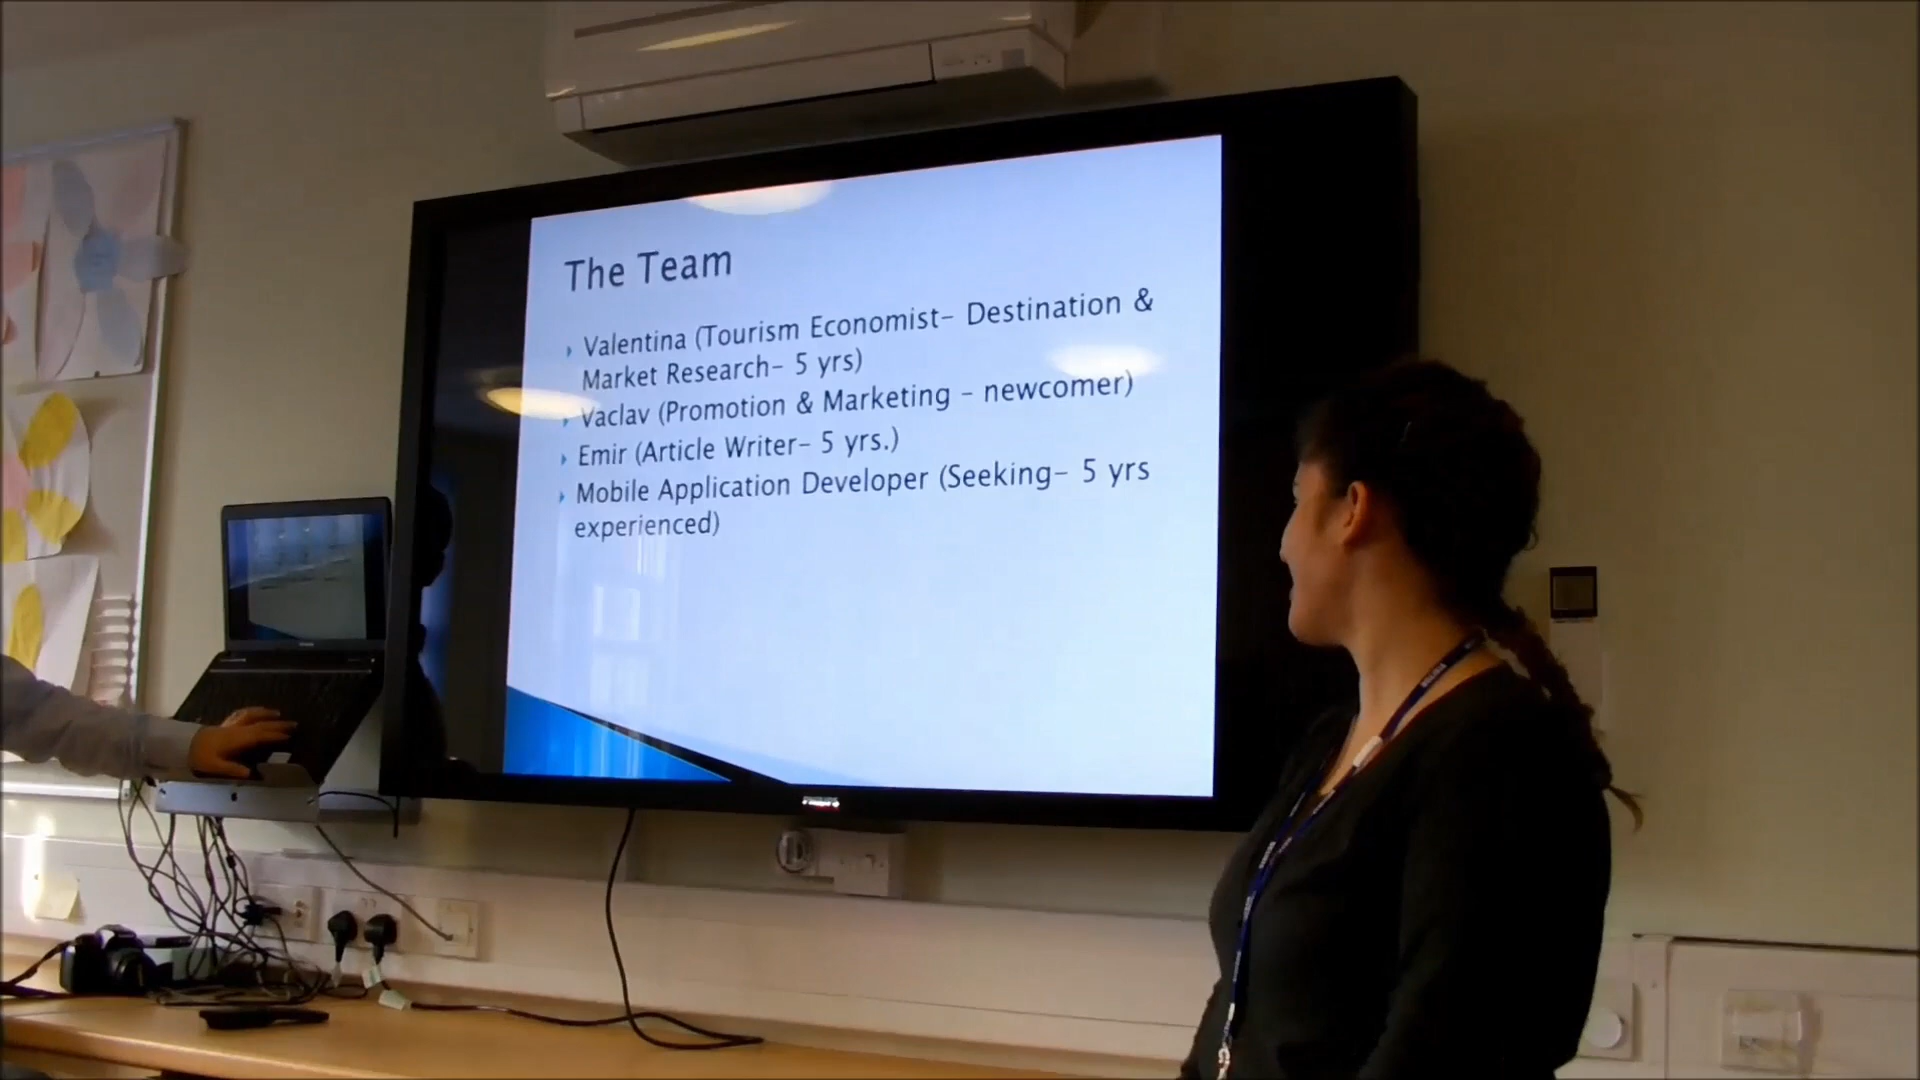 The Team
Valentina (Tourism Economist- Destination &
Market Research- 5 yrs)
Vaclav (Promotion & Marketing - newcomer)
Emir (Article Writer- 5 yrs.)
Mobile Application Developer (Seeking- 5 yrs
experienced)